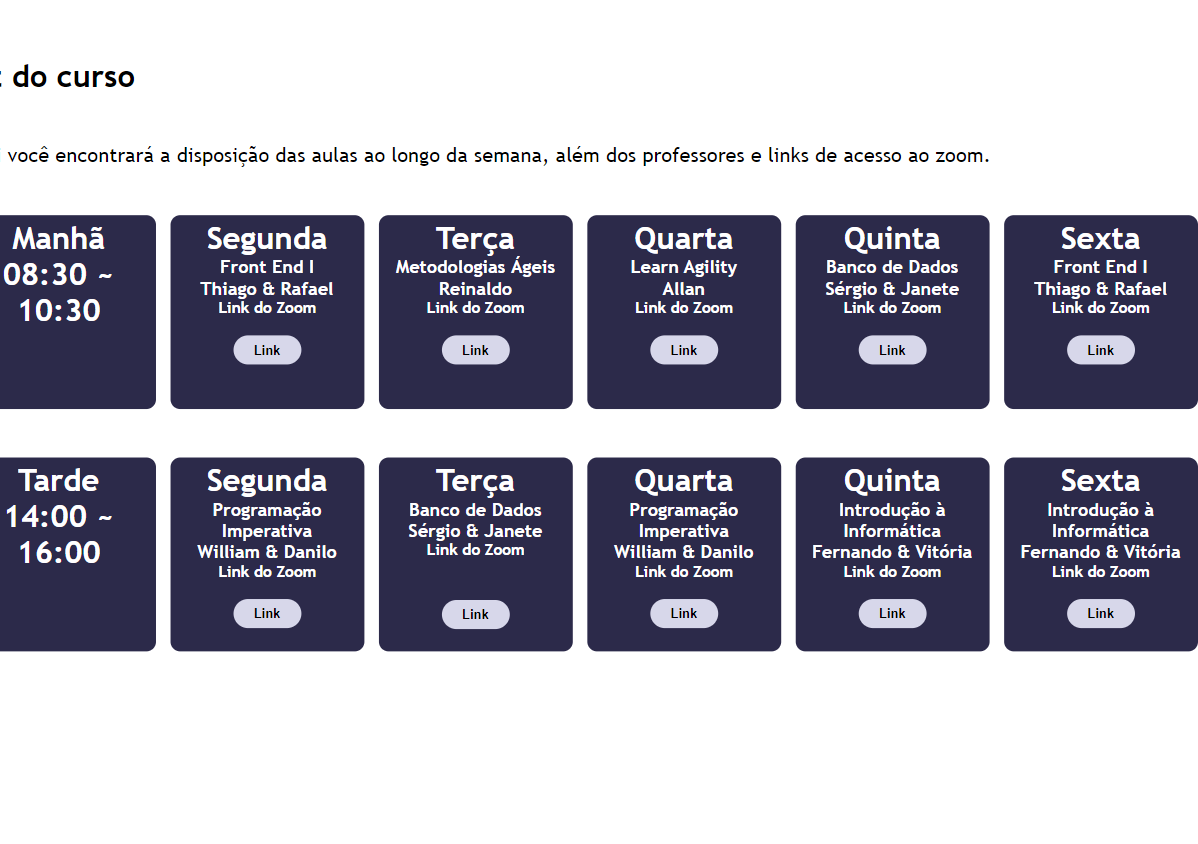 do curso
você encontrará a disposição das aulas ao longo da semana, além dos professores e links de acesso ao zoom.
Manhã
08:30 ~
10:30
Segunda
Front End I
Thiago & Rafael
Link do Zoom
Link
Terça
Metodologias Ágeis
Reinaldo
Link do Zoom
Link
Quarta
Learn Agility
Allan
Link do Zoom
Link
Quinta
Banco de Dados
Sérgio & Janete
Link do Zoom
Link
Sexta
Front End I
Thiago & Rafael
Link do Zoom
Link
Tarde
14:00 ~
16:00
Segunda
Programação
Imperativa
William & Danilo
Link do Zoom
Link
Terça
Banco de Dados
Sérgio & Janete
Link do Zoom
Link
Quarta
Programação
Imperativa
William & Danilo
Link do Zoom
Link
Quinta
Introdução à
Informática
Fernando & Vitória
Link do Zoom
Link
Sexta
Introdução à
Informática
Fernando & Vitória
Link do Zoom
Link